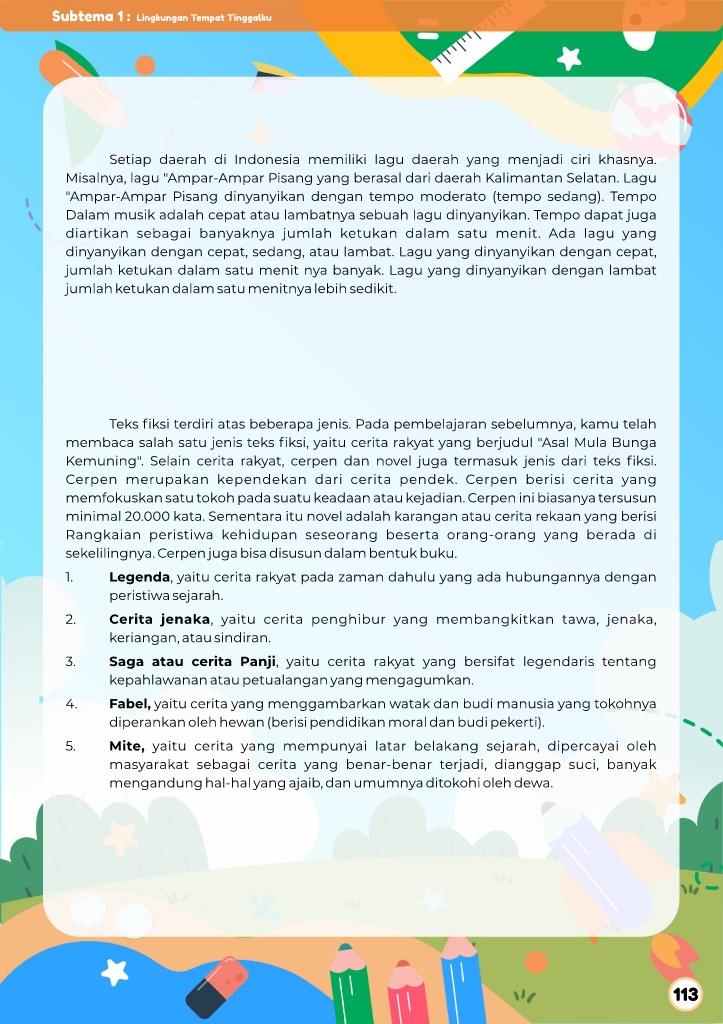 Subtema 1 : Lingkungan Tempat Tinggalku
Setiap daerah di Indonesia memiliki lagu daerah yang menjadi ciri khasnya.
Misalnya, lagu "Ampar-Ampar Pisang yang berasal dari daerah Kalimantan Selatan. Lagu
"Ampar-Ampar Pisang dinyanyikan dengan tempo moderato (tempo sedang). Tempo
Dalam musik adalah cepat atau lambatnya sebuah lagu dinyanyikan. Tempo dapat juga
diartikan sebagai banyaknya jumlah ketukan dalam satu menit. Ada lagu yang
dinyanyikan dengan cepat, sedang, atau lambat. Lagu yang dinyanyikan dengan cepat,
jumlah ketukan dalam satu menit nya banyak. Lagu yang dinyanyikan dengan lambat
jumlah ketukan dalam satu menitnya lebih sedikit.
Teks fiksi terdiri atas beberapa jenis. Pada pembelajaran sebelumnya, kamu telah
membaca salah satu jenis teks fiksi, yaitu cerita rakyat yang berjudul "Asal Mula Bunga
Kemuning". Selain cerita rakyat, cerpen dan novel juga termasuk jenis dari teks fiksi.
Cerpen merupakan kependekan dari cerita pendek. Cerpen berisi cerita yang
memfokuskan satu tokoh pada suatu keadaan atau kejadian. Cerpen ini biasanya tersusun
minimal 20.000 kata. Sementara itu novel adalah karangan atau cerita rekaan yang berisi
Rangkaian peristiwa kehidupan seseorang beserta orang-orang yang berada di
sekelilingnya. Cerpen juga bisa disusun dalam bentuk buku.
1. Legenda, yaitu cerita rakyat pada zaman dahulu yang ada hubungannya dengan
peristiwa sejarah.
2. Cerita jenaka, yaitu cerita penghibur yang membangkitkan tawa, jenaka,
keriangan, atau sindiran.
3. Saga atau cerita Panji, yaitu cerita rakyat yang bersifat legendaris tentang
kepahlawanan atau petualangan yang mengagumkan.
4. Fabel, yaitu cerita yang menggambarkan watak dan budi manusia yang tokohnya
diperankan oleh hewan (berisi pendidikan moral dan budi pekerti).
5. Mite, yaitu cerita yang mempunyai latar belakang sejarah, dipercayai oleh
masyarakat sebagai cerita yang benar-benar terjadi, dianggap suci, banyak
mengandung hal-hal yang ajaib, dan umumnya ditokohi oleh dewa.
113